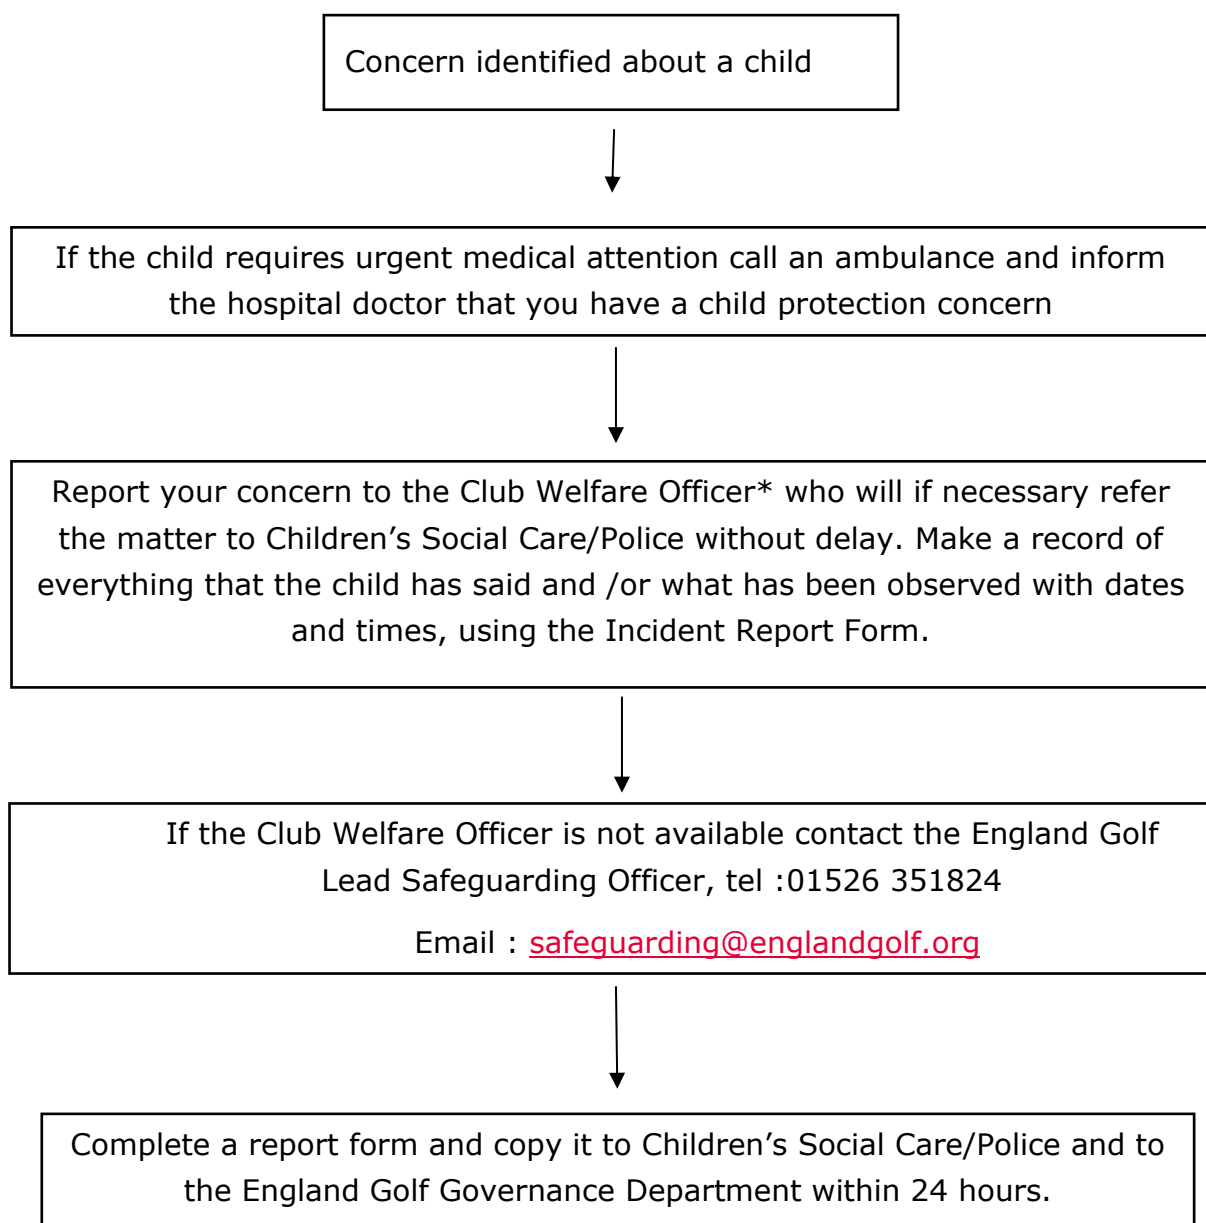 Concern identified about a child
If the child requires urgent medical attention call an ambulance and inform
the hospital doctor that you have a child protection concern
Report your concern to the Club Welfare Officer* who will if necessary refer
the matter to Children’s Social Care/Police without delay. Make a record of
everything that the child has said and /or what has been observed with dates
and times, using the Incident Report Form.
If the Club Welfare Officer is not available contact the England Golf
Lead Safeguarding Officer, tel :01526 351824
Email : safeguarding@englandgolf.org
Complete a report form and copy it to Children’s Social Care/Police and to
the England Golf Governance Department within 24 hours.